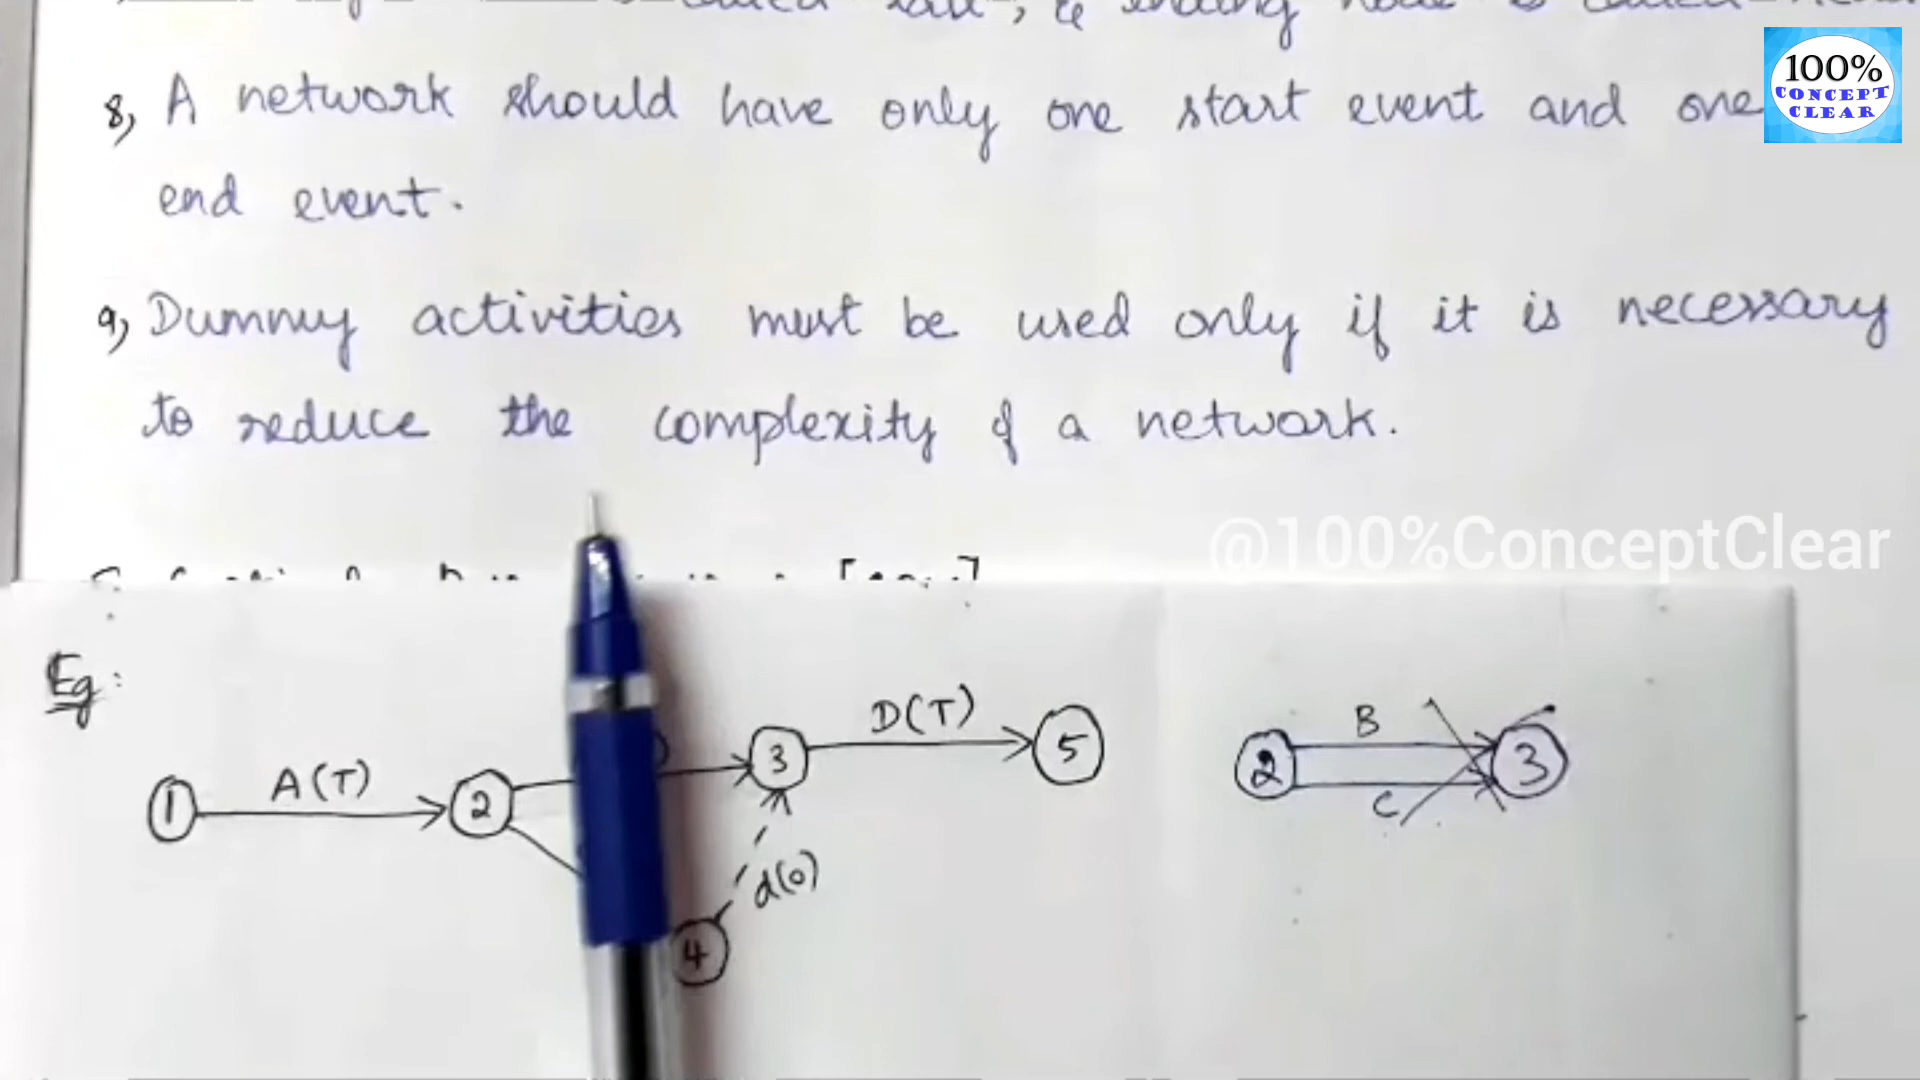 8, A network should have only one start event and one
end event.
9, Dummy activities must be used only if it is necessary
to reduce the complexity of a network.
100%
CONCEPT
CLEAR
@100%ConceptClear
Eg:
1 A(T) 2 3 D(T) 5
d(0)
4
2 B 3
C